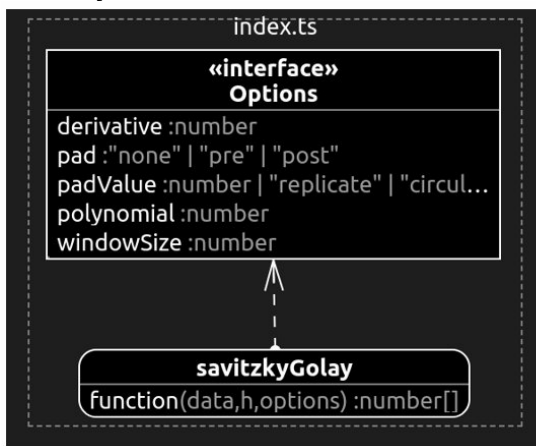 index.ts
«interface»
Options
derivative :number
pad :"none" | "pre" | "post"
padValue :number | "replicate" | "circul...
polynomial :number
windowSize :number
savitzkyGolay
function(data,h,options) :number[]